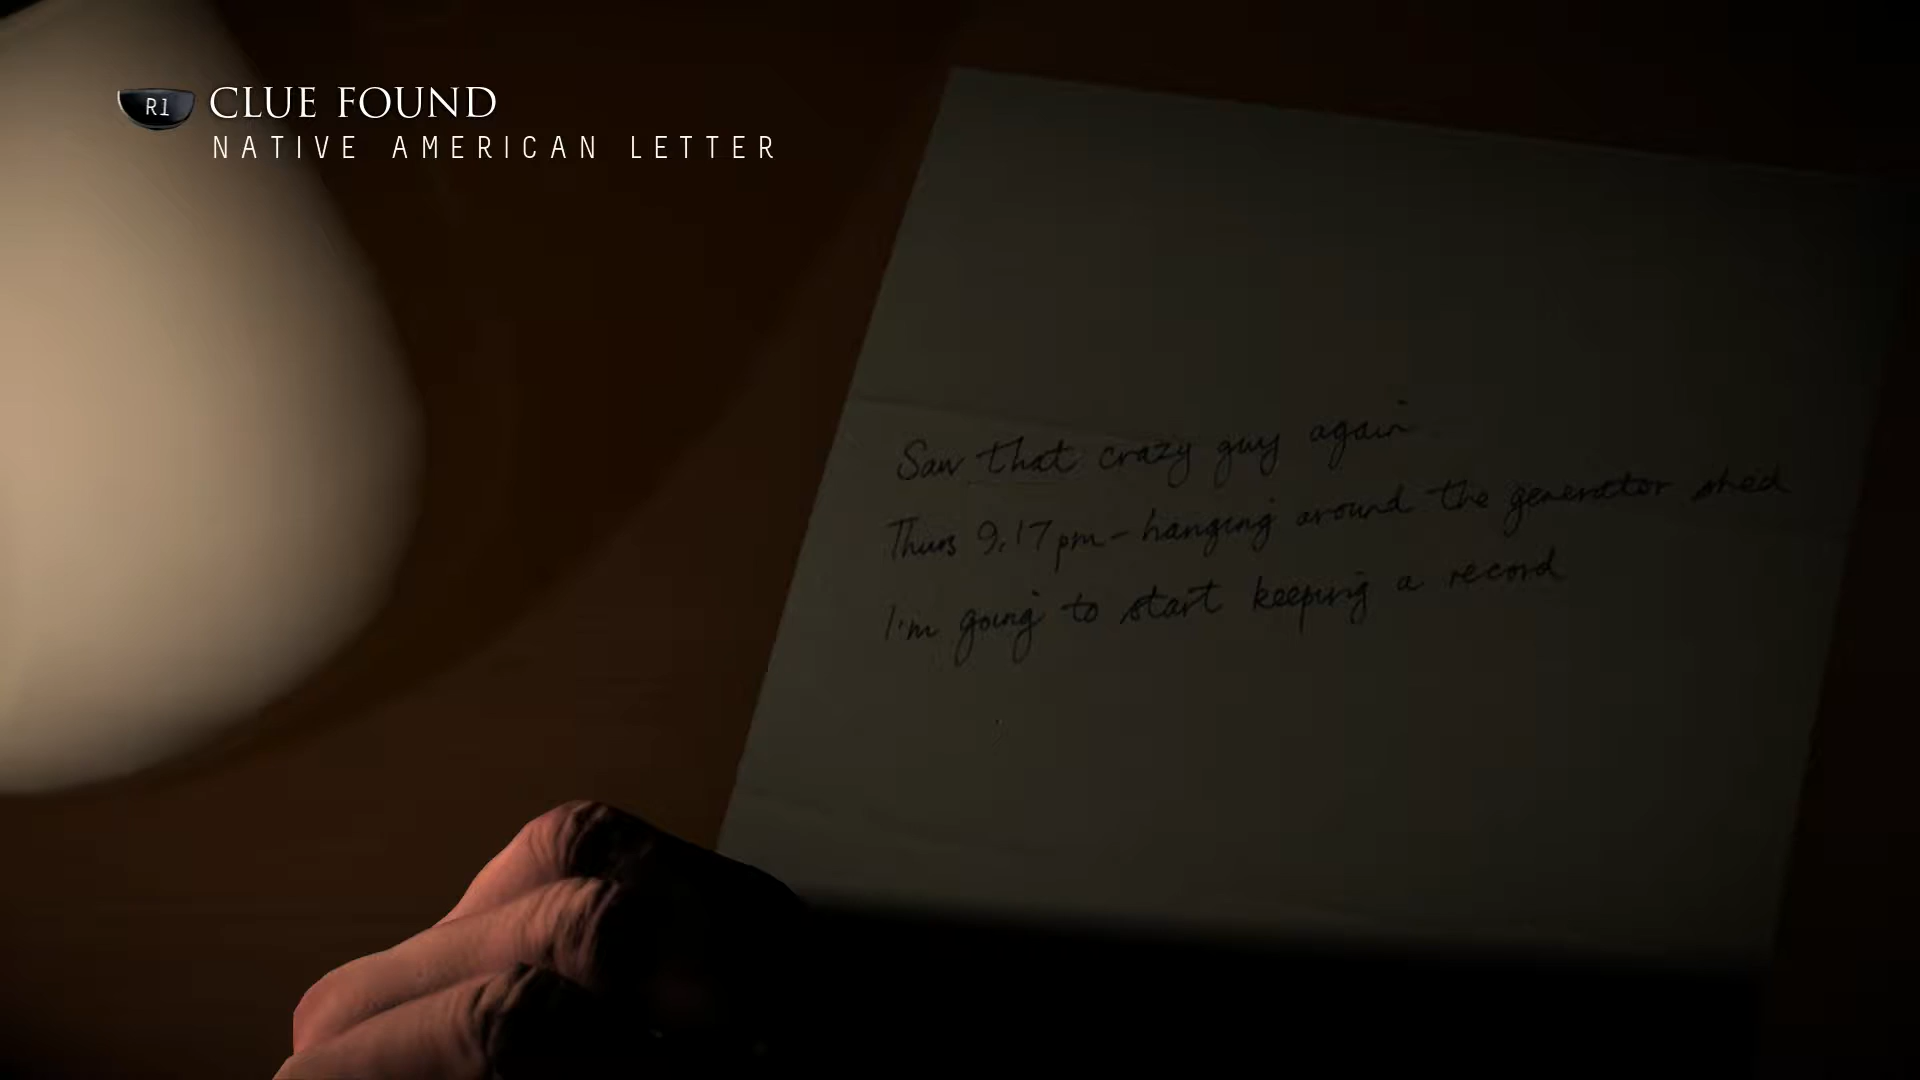 R1 CLUE FOUND
NATIVE AMERICAN LETTER
Saw that crazy guy again
Thurs 9.17pm - hanging around the generator shed
I'm going to start keeping a record